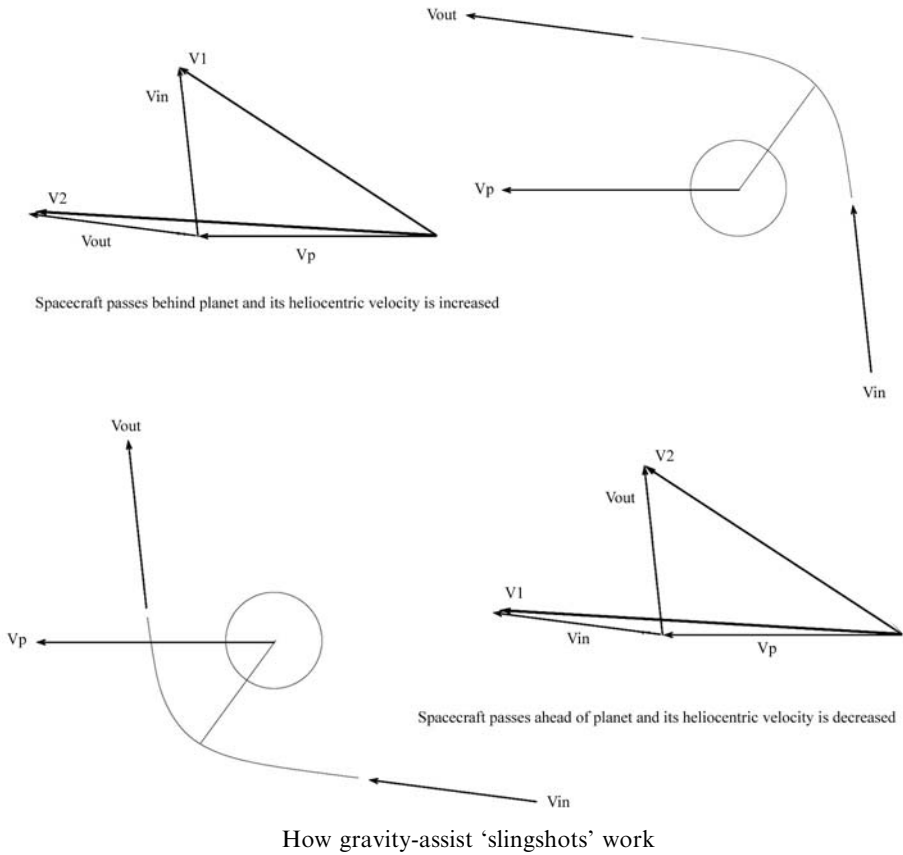 Vout
V1
Vin
Vp
V2
Vout
Vp
Spacecraft passes behind planet and its heliocentric velocity is increased
Vin
Vout
V2
Vout
V1
Vp
Vin
Vp
Spacecraft passes ahead of planet and its heliocentric velocity is decreased
Vin
How gravity-assist ‘slingshots’ work